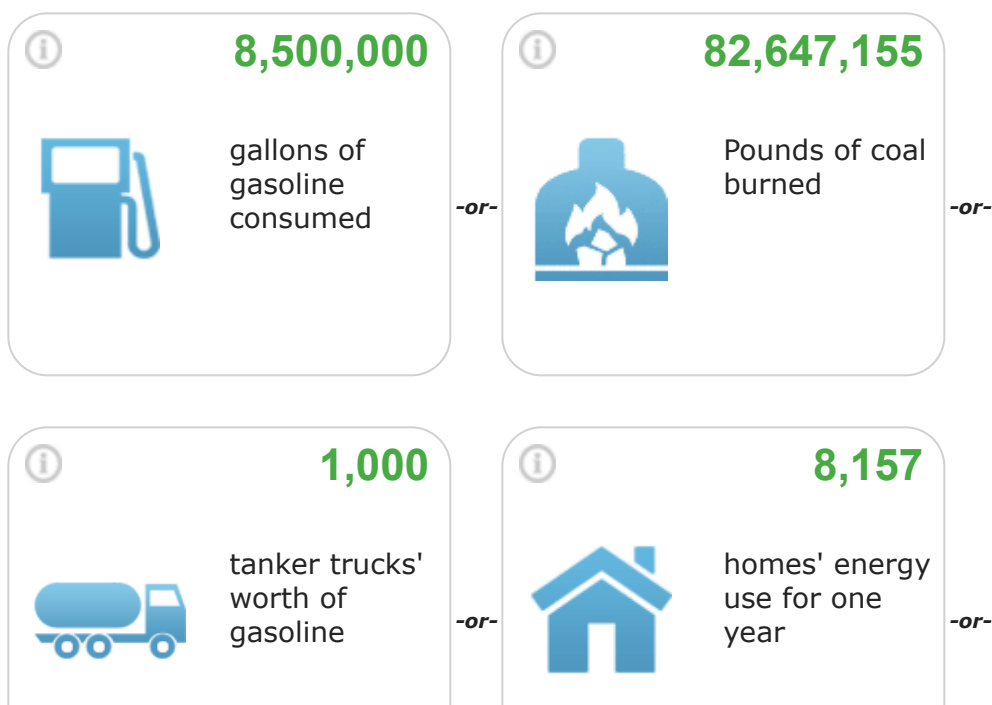 8,500,000
gallons of
gasoline
consumed
-or-
82,647,155
Pounds of coal
burned
-or-
1,000
tanker trucks'
worth of
gasoline
-or-
8,157
homes' energy
use for one
year
-or-